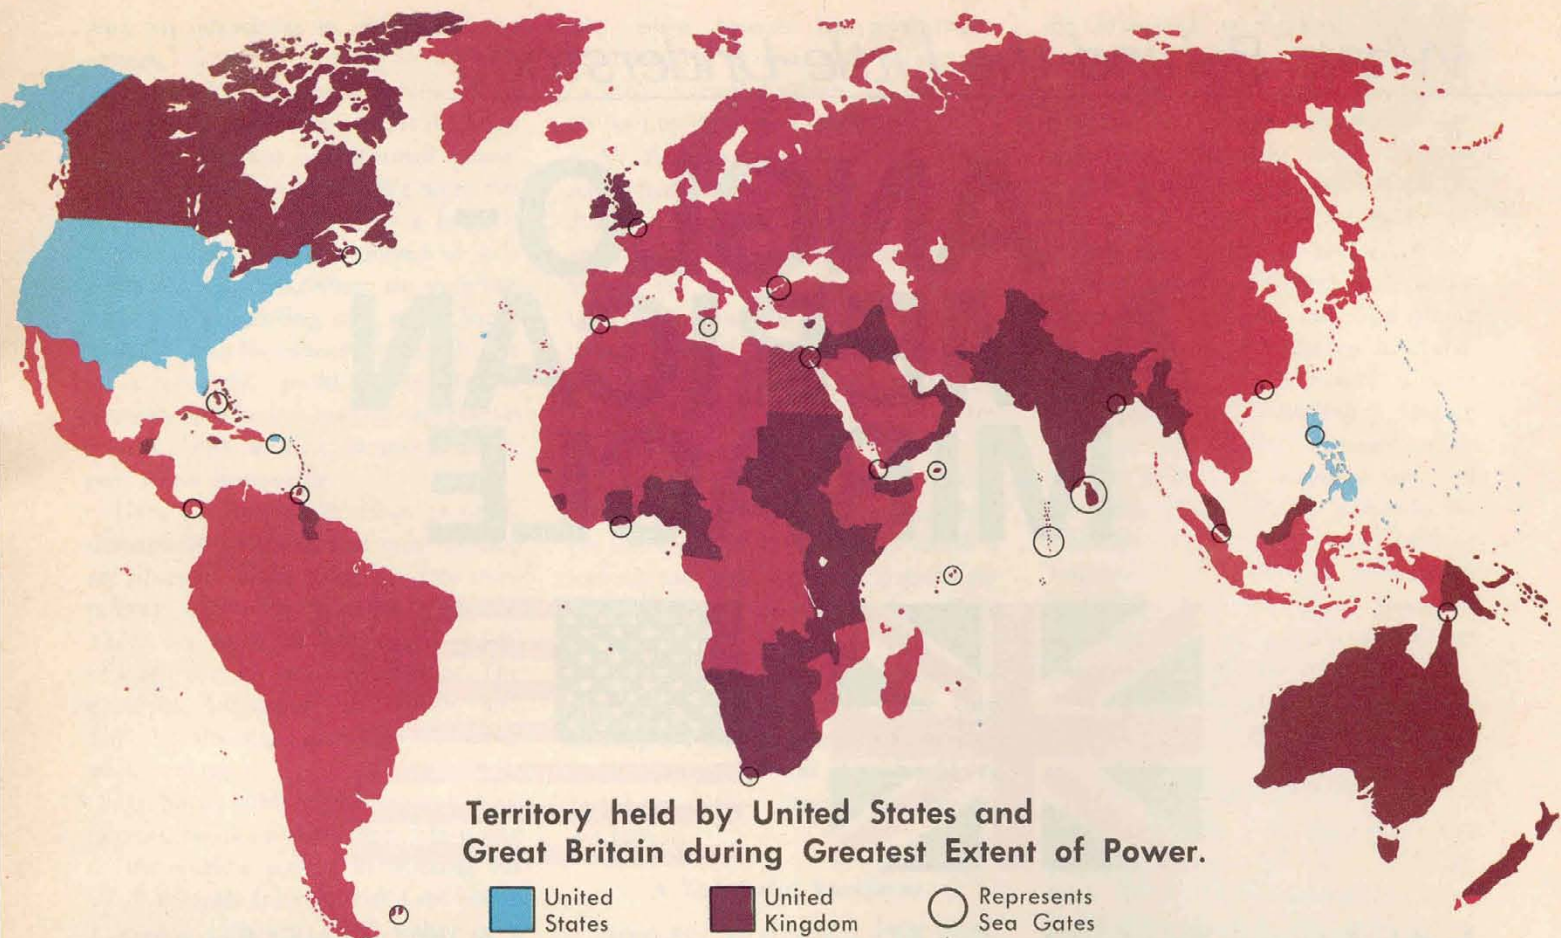 Territory held by United States and
Great Britain during Greatest Extent of Power.
United
States
United
Kingdom
Represents
Sea Gates